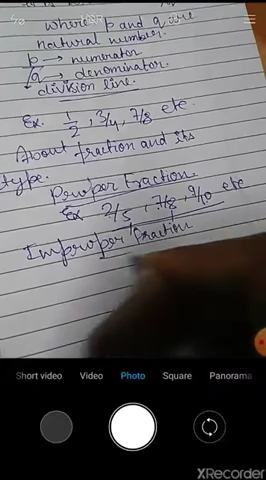 where p and q are
natural number.
p → numerator
q → denominator
division line
Ex. 1/2, 3/4, 7/8 etc.
About fraction and its
type.
Proper Fraction
Ex 2/5, 7/8, 9/10 etc
Improper fraction
Short video Video Photo Square Panorama
XRecorder